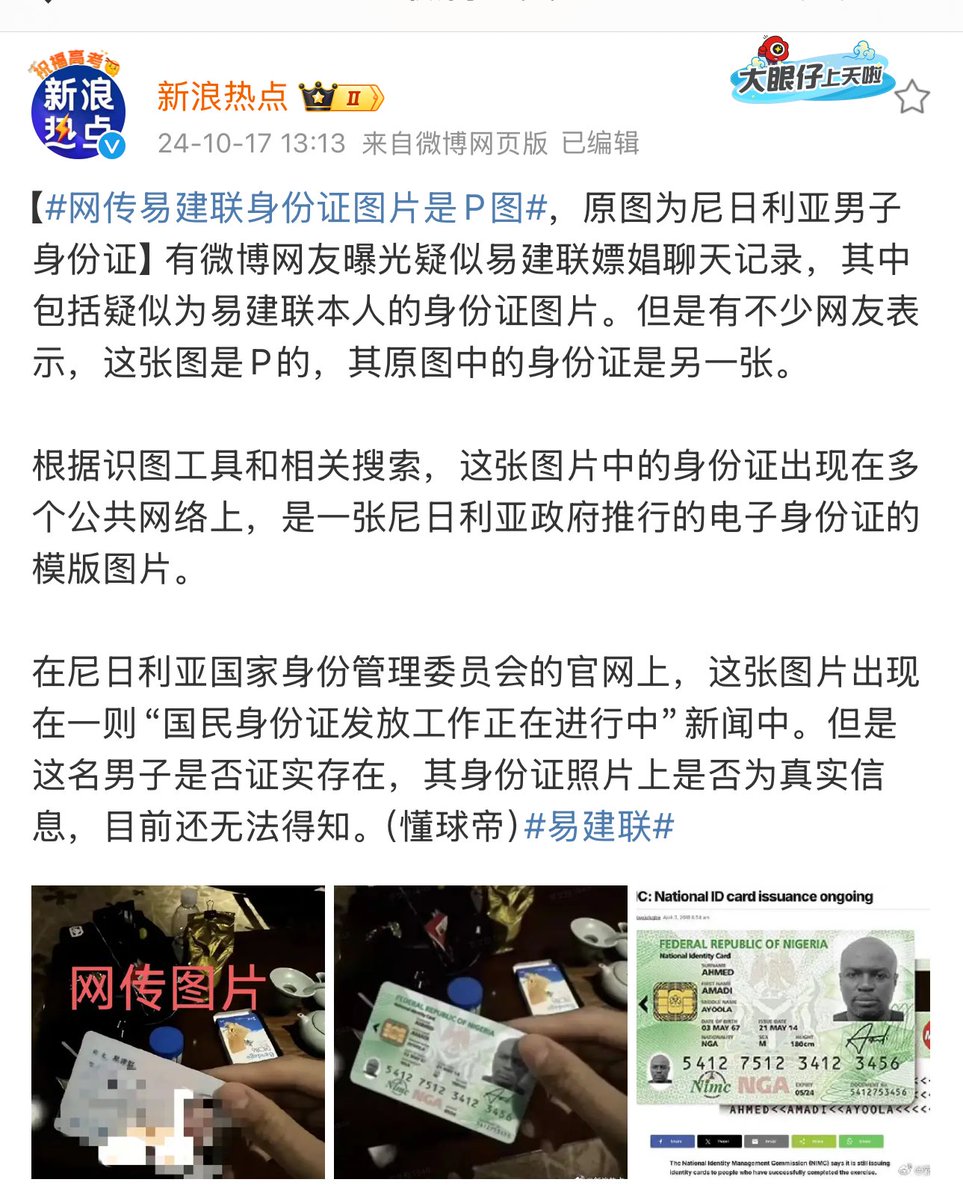 祝福高考
新浪
热点
新浪热点
II
大眼仔上天啦
24-10-17 13:13 来自微博网页版 已编辑
【#网传易建联身份证图片是P图#，原图为尼日利亚男子
身份证】有微博网友曝光疑似易建联嫖娼聊天记录，其中
包括疑似为易建联本人的身份证图片。但是有不少网友表
示，这张图是P的，其原图中的身份证是另一张。
根据识图工具和相关搜索，这张图片中的身份证出现在多
个公共网络上，是一张尼日利亚政府推行的电子身份证的
模版图片。
在尼日利亚国家身份管理委员会的官网上，这张图片出现
在一则“国民身份证发放工作正在进行中”新闻中。但是
这名男子是否证实存在，其身份证照片上是否为真实信
息，目前还无法得知。（懂球帝）#易建联#
网传图片
FEDERAL REPUBLIC OF NIGERIA
5412 7512 3412 3456
Nimc NGA
C: National ID card issuance ongoing
FEDERAL REPUBLIC OF NIGERIA
National Identity Card
SURNAME
AHMED
FIRST NAME
AMADI
MIDDLE NAME
AYOOLA
DATE OF BIRTH ISSUE DATE
03 MAY 67 21 MAY 14
NATIONALITY SEX HEIGHT
NGA M 180cm
5412 7512 3412 3456
Nimc NGA
EXPIRY
05/24
DOCUMENT No
5412753456
AHMED<<AMADI<<AYOOLA<<<<
The National Identity Management Commission (NIMC) says it is still issuing
identity cards to people who have successfully completed the exercise.